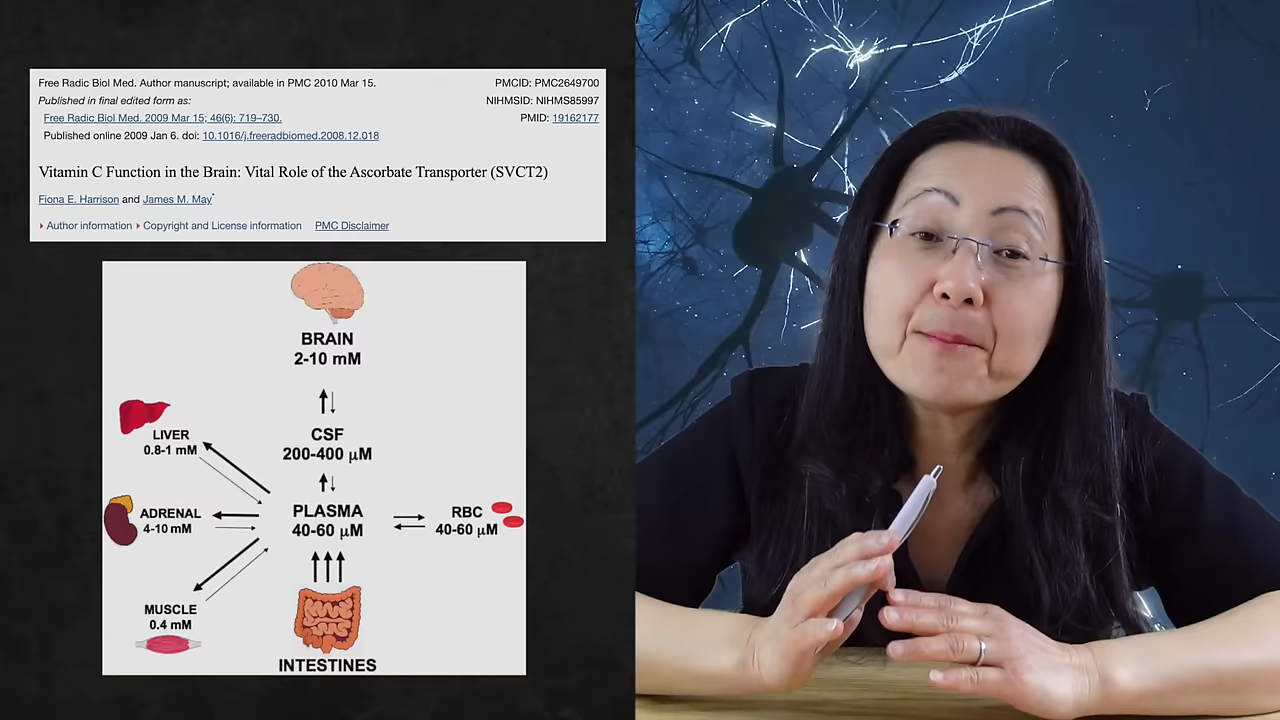 Free Radic Biol Med. Author manuscript; available in PMC 2010 Mar 15.
PMCID: PMC2649700
Published in final edited form as:
NIHMSID: NIHMS85997
Free Radic Biol Med. 2009 Mar 15; 46(6): 719–730.
PMID: 19162177
Published online 2009 Jan 6. doi: 10.1016/j.freeradbiomed.2008.12.018
Vitamin C Function in the Brain: Vital Role of the Ascorbate Transporter (SVCT2)
Fiona E. Harrison and James M. May*
Author information Copyright and License information PMC Disclaimer
BRAIN
2-10 mM
CSF
200-400 μM
LIVER
0.8-1 mM
PLASMA
40-60 μM
ADRENAL
4-10 mM
RBC
40-60 μM
MUSCLE
0.4 mM
INTESTINES